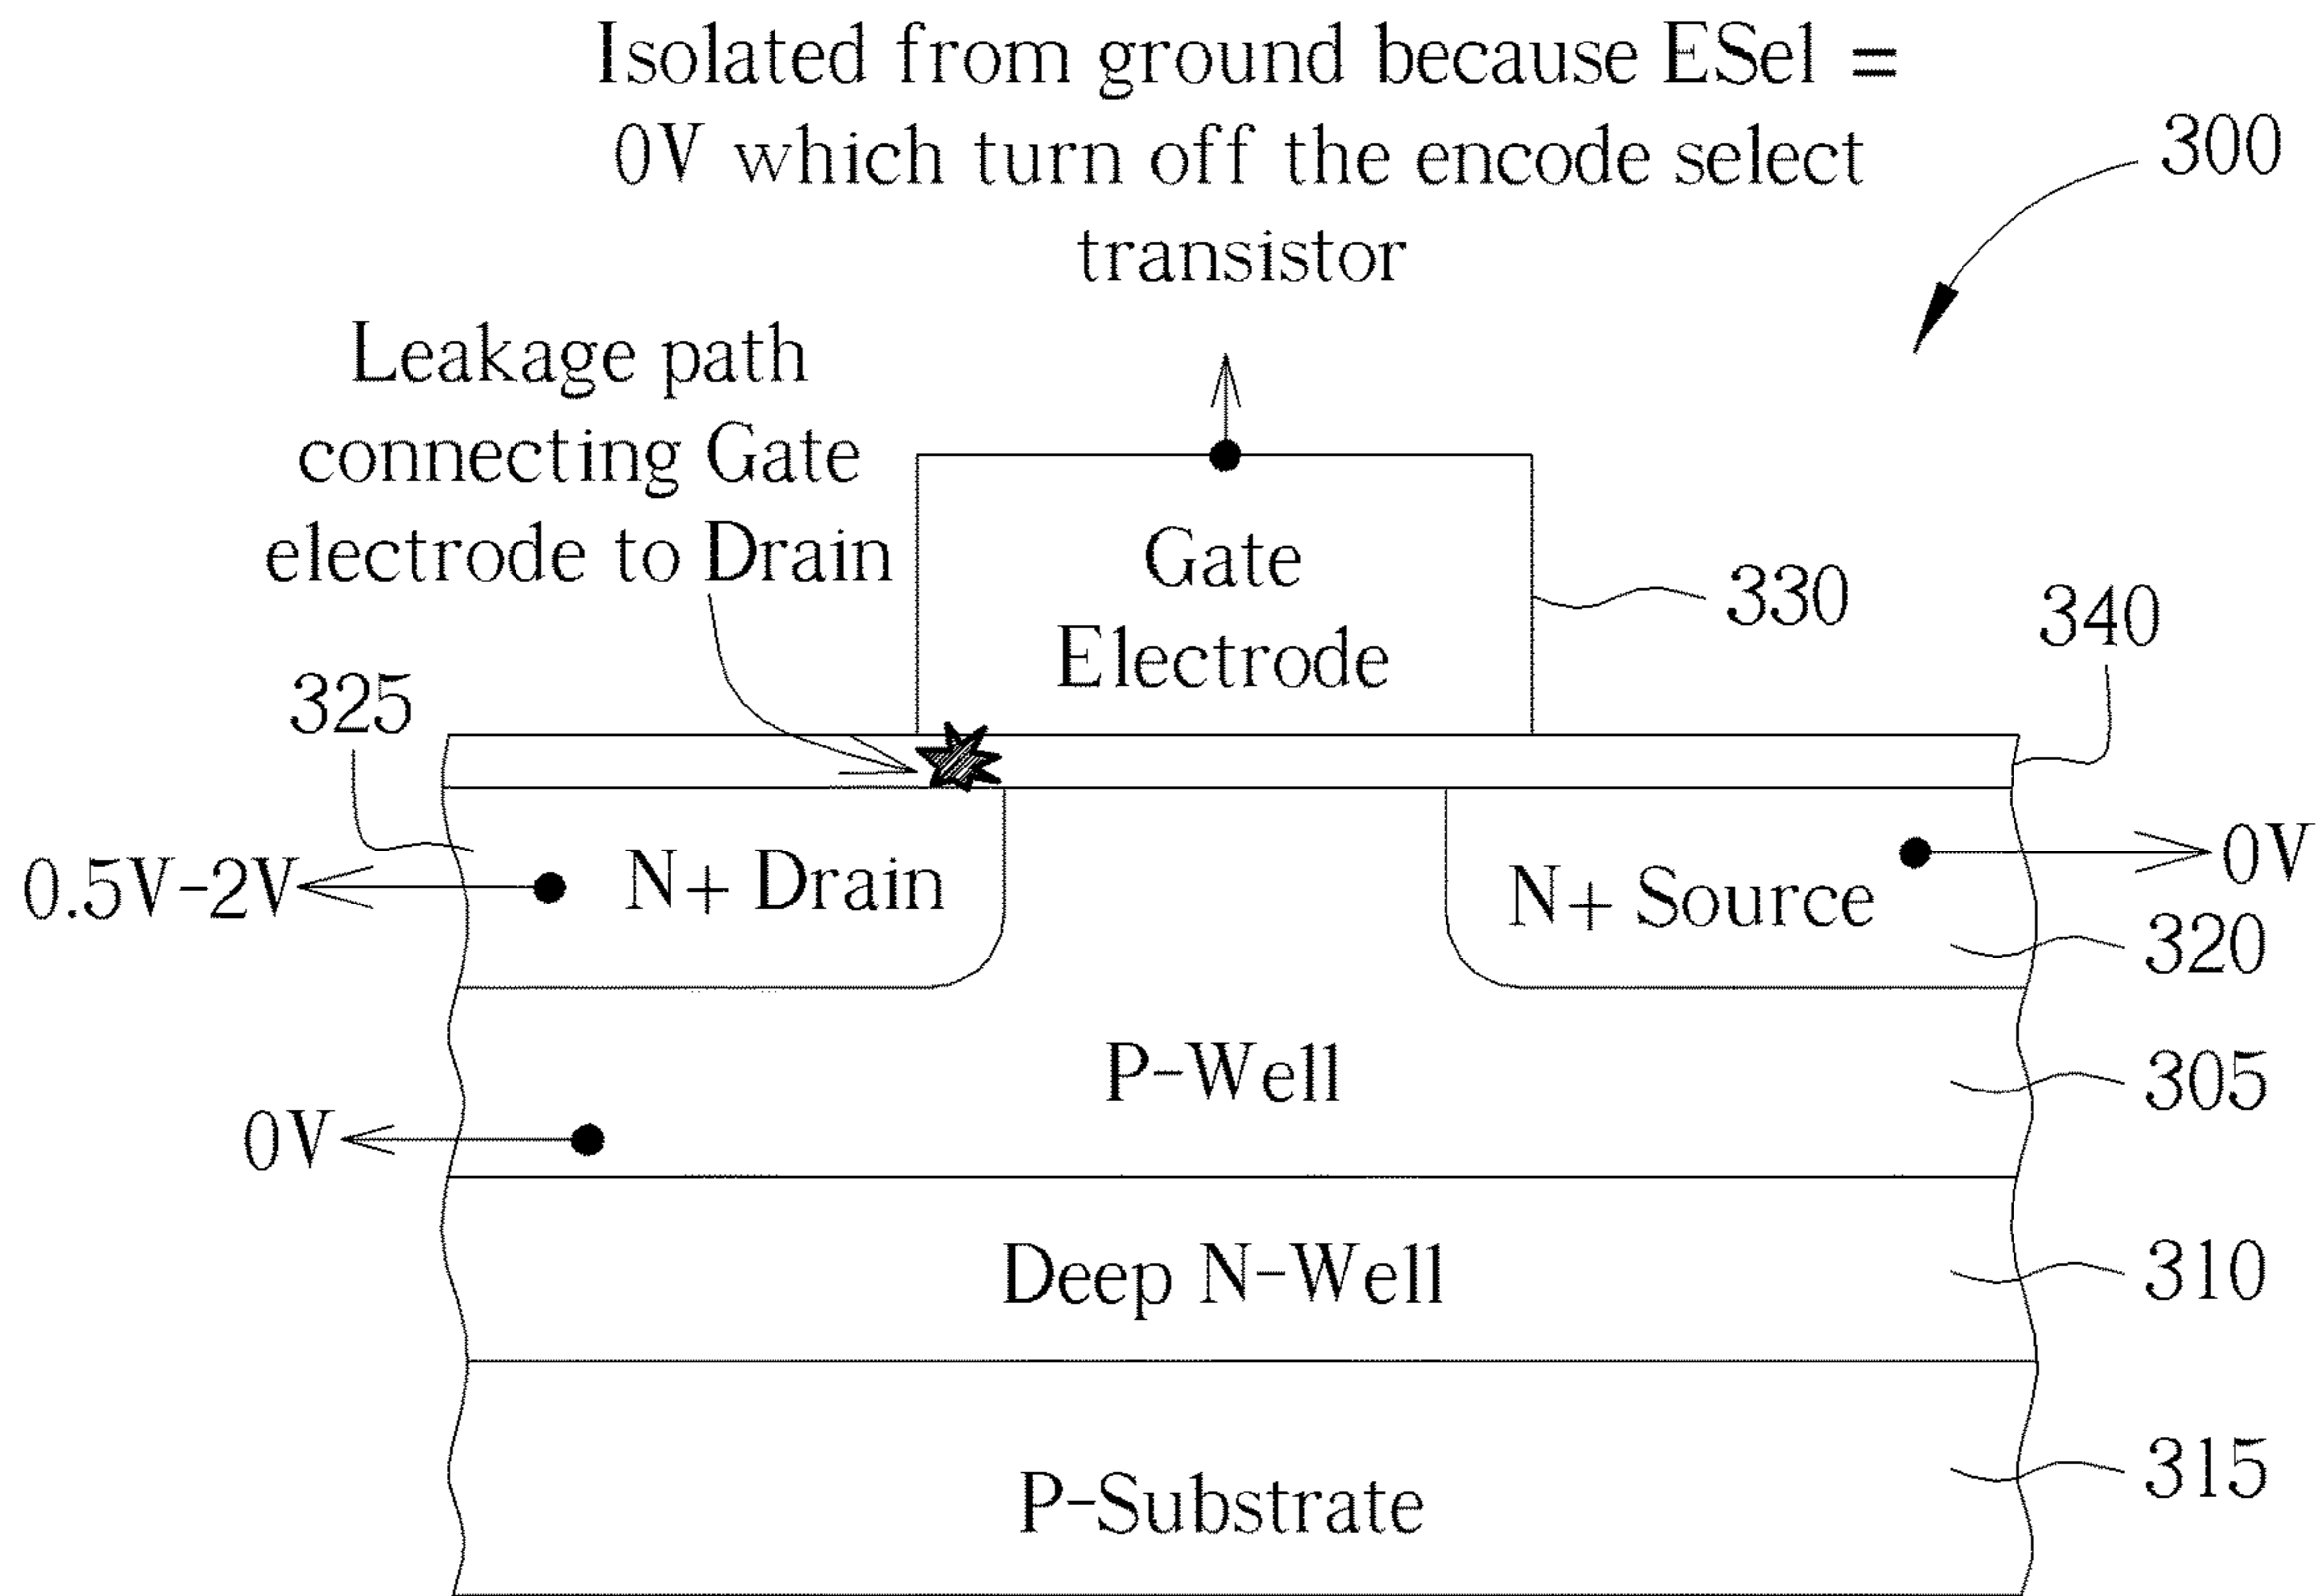 Isolated from ground because ESel =
0V which turn off the encode select
transistor
300
Leakage path
connecting Gate
electrode to Drain
Gate
Electrode
330
340
325
0.5V-2V
N+ Drain
N+ Source
0V
320
P-Well
305
0V
Deep N-Well
310
P-Substrate
315